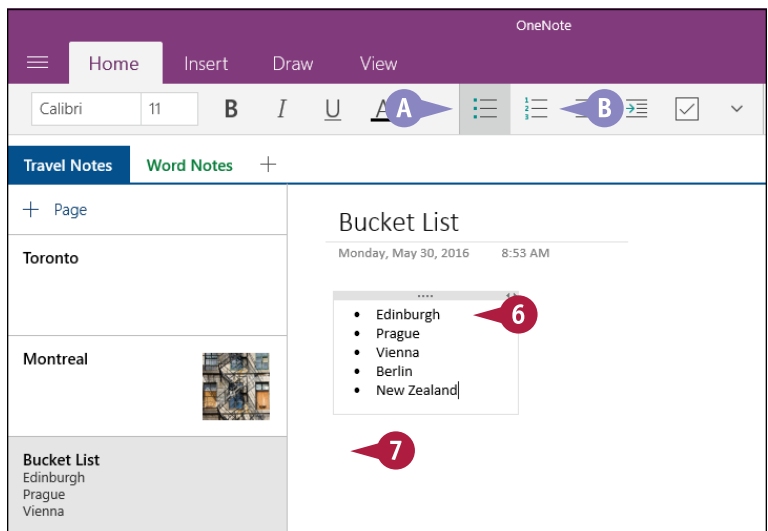 OneNote
Home Insert Draw View
Calibri 11 B I U A A B
Travel Notes Word Notes +
+ Page
Toronto
Montreal
Bucket List
Edinburgh
Prague
Vienna
Bucket List
Monday, May 30, 2016 8:53 AM
• Edinburgh 6
• Prague
• Vienna
• Berlin
• New Zealand
7